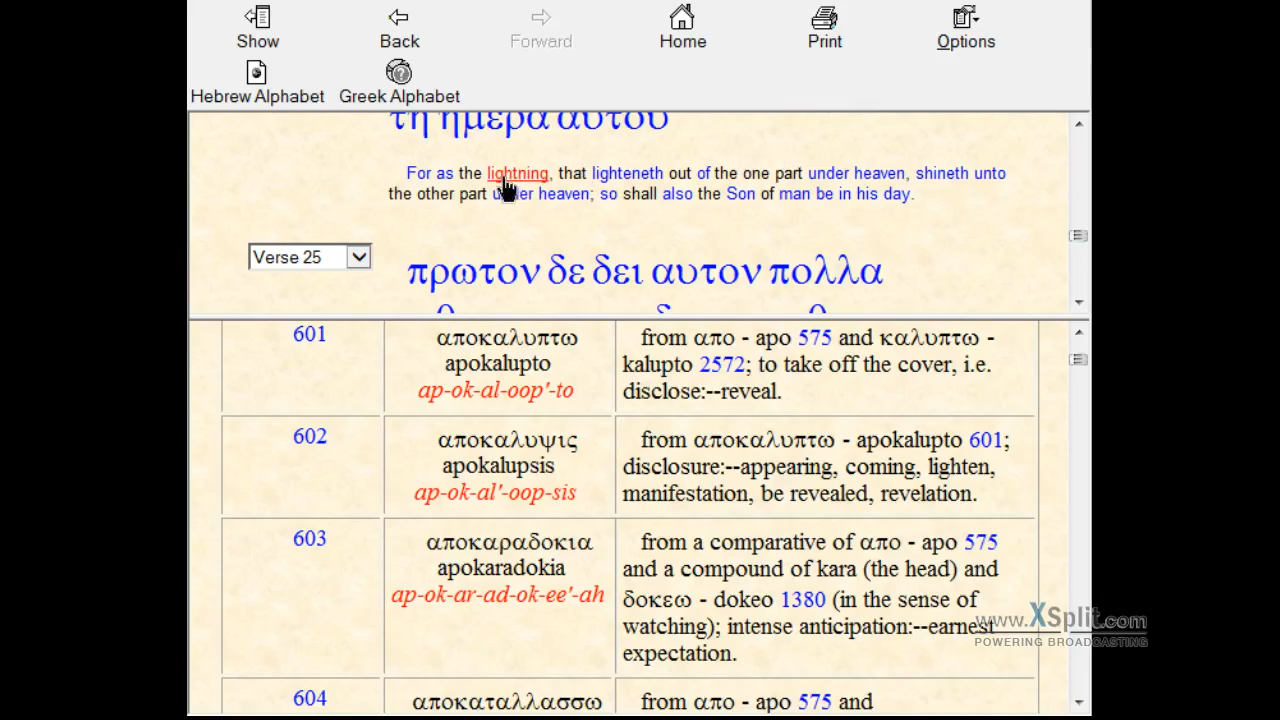 Show
Back
Forward
Home
Print
Options
Hebrew Alphabet
Greek Alphabet
τη ημερα αυτου
For as the lightning, that lighteneth out of the one part under heaven, shineth unto
the other part under heaven; so shall also the Son of man be in his day.
Verse 25
πρωτον δε δει αυτον πολλα
601
αποκαλυπτω
apokalupto
ap-ok-al-oop'-to
from απο - apo 575 and καλυπτω -
kalupto 2572; to take off the cover, i.e.
disclose:--reveal.
602
αποκαλυψις
apokalupsis
ap-ok-al'-oop-sis
from αποκαλυπτω - apokalupto 601;
disclosure:--appearing, coming, lighten,
manifestation, be revealed, revelation.
603
αποκαραδοκια
apokaradokia
ap-ok-ar-ad-ok-ee'-ah
from a comparative of απο - apo 575
and a compound of kara (the head) and
δοκεω - dokeo 1380 (in the sense of
watching); intense anticipation:--earnest
expectation.
604
αποκαταλλασσω
from απο - apo 575 and
www.XSplit.com
POWERING BROADCASTING